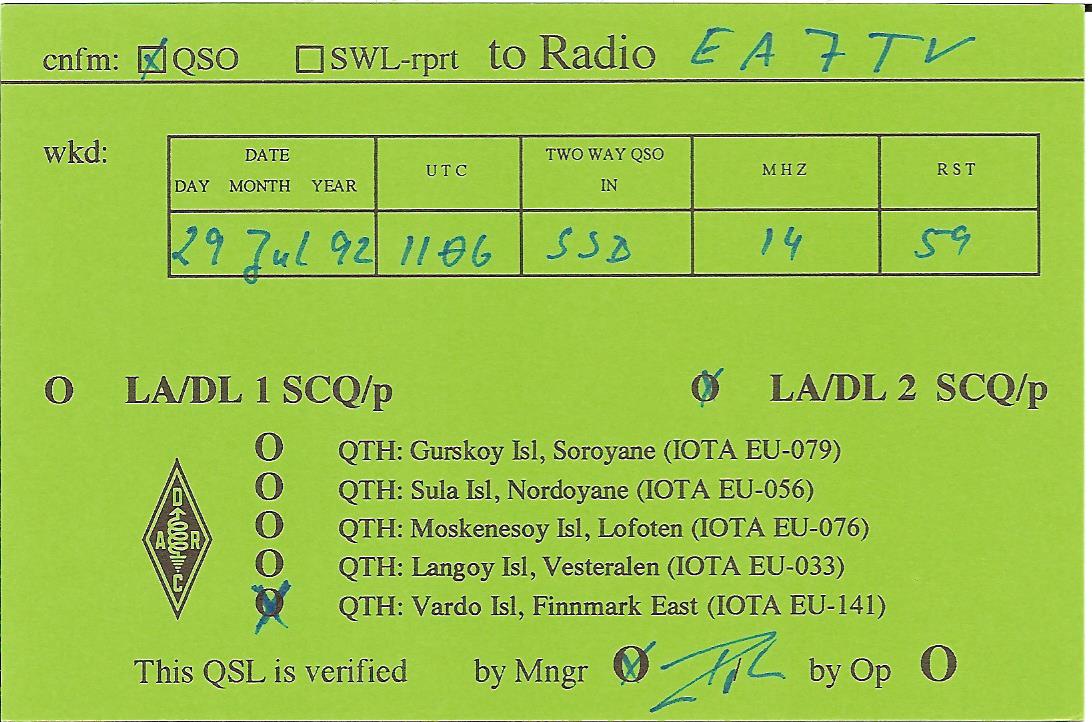 cnfm: QSO SWL-rprt to Radio EA7TV
wkd:
DATE
DAY MONTH YEAR
UTC
TWO WAY QSO
IN
MHZ
RST
29 Jul 92 1106 SSB 14 59
O LA/DL 1 SCQ/p O LA/DL 2 SCQ/p
O QTH: Gurskoy Isl, Soroyane (IOTA EU-079)
O QTH: Sula Isl, Nordoyane (IOTA EU-056)
O QTH: Moskenesoy Isl, Lofoten (IOTA EU-076)
O QTH: Langoy Isl, Vesteralen (IOTA EU-033)
O QTH: Vardo Isl, Finnmark East (IOTA EU-141)
D
A R
C
This QSL is verified by Mngr O by Op O